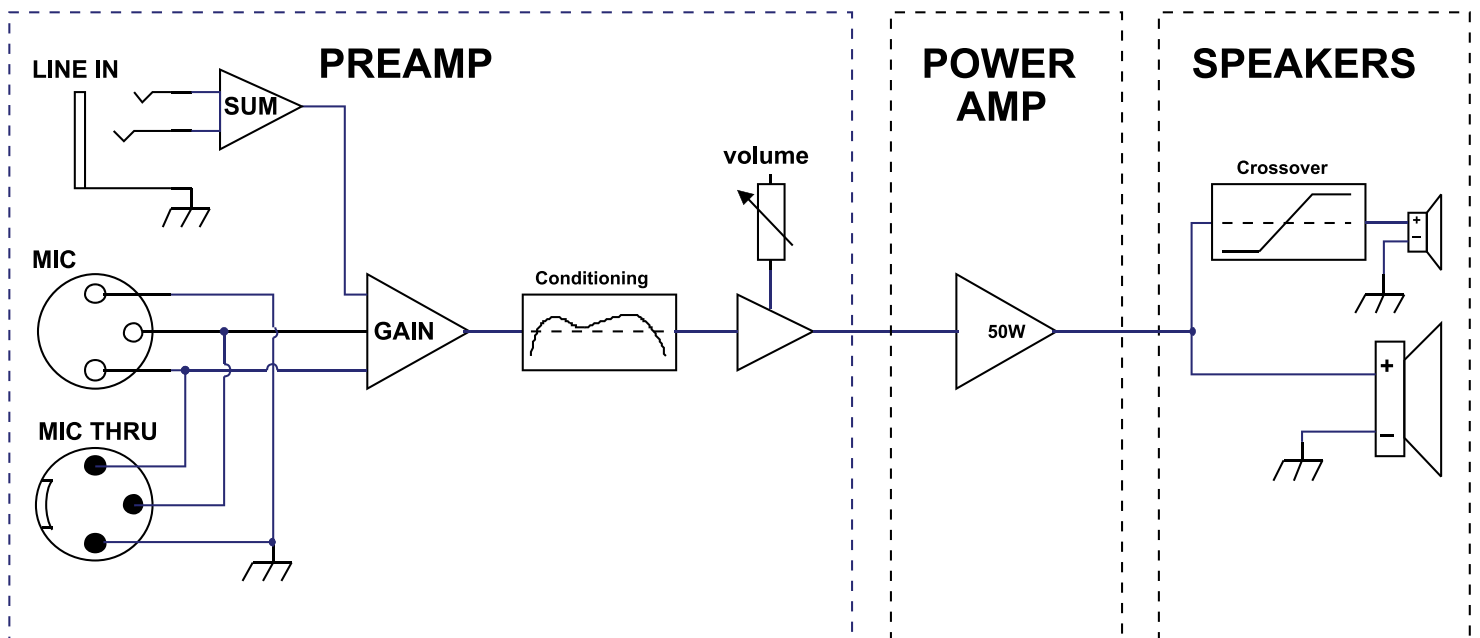 PREAMP
POWER
AMP
SPEAKERS
LINE IN
SUM
volume
Crossover
+
−
MIC
Conditioning
GAIN
50W
+
−
MIC THRU